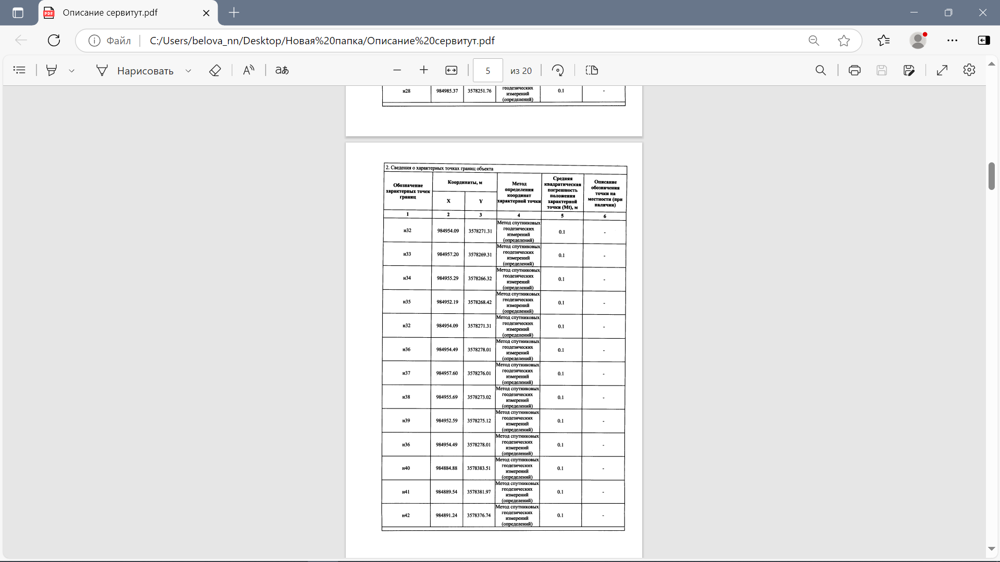 Описание сервитут.pdf
Файл
C:/Users/belova_nn/Desktop/Новая%20папка/Описание%20сервитут.pdf
Нарисовать
5
из 20
н28 984985.37 3578251.76 геодезических измерений (определений) 0.1 -
2. Сведения о характерных точках границ объекта
Обозначение характерных точек границ
Координаты, м
X Y
Метод определения координат характерной точки
Средняя квадратическая погрешность положения характерной точки (Mt), м
Описание обозначения точки на местности (при наличии)
1 2 3 4 5 6
н32 984954.09 3578271.31 Метод спутниковых геодезических измерений (определений) 0.1 -
н33 984957.20 3578269.31 Метод спутниковых геодезических измерений (определений) 0.1 -
н34 984955.29 3578266.32 Метод спутниковых геодезических измерений (определений) 0.1 -
н35 984952.19 3578268.42 Метод спутниковых геодезических измерений (определений) 0.1 -
н32 984954.09 3578271.31 Метод спутниковых геодезических измерений (определений) 0.1 -
н36 984954.49 3578278.01 Метод спутниковых геодезических измерений (определений) 0.1 -
н37 984957.60 3578276.01 Метод спутниковых геодезических измерений (определений) 0.1 -
н38 984955.69 3578273.02 Метод спутниковых геодезических измерений (определений) 0.1 -
н39 984952.59 3578275.12 Метод спутниковых геодезических измерений (определений) 0.1 -
н36 984954.49 3578278.01 Метод спутниковых геодезических измерений (определений) 0.1 -
н40 984884.88 3578383.51 Метод спутниковых геодезических измерений (определений) 0.1 -
н41 984889.54 3578381.97 Метод спутниковых геодезических измерений (определений) 0.1 -
н42 984891.24 3578376.74 Метод спутниковых геодезических измерений (определений) 0.1 -